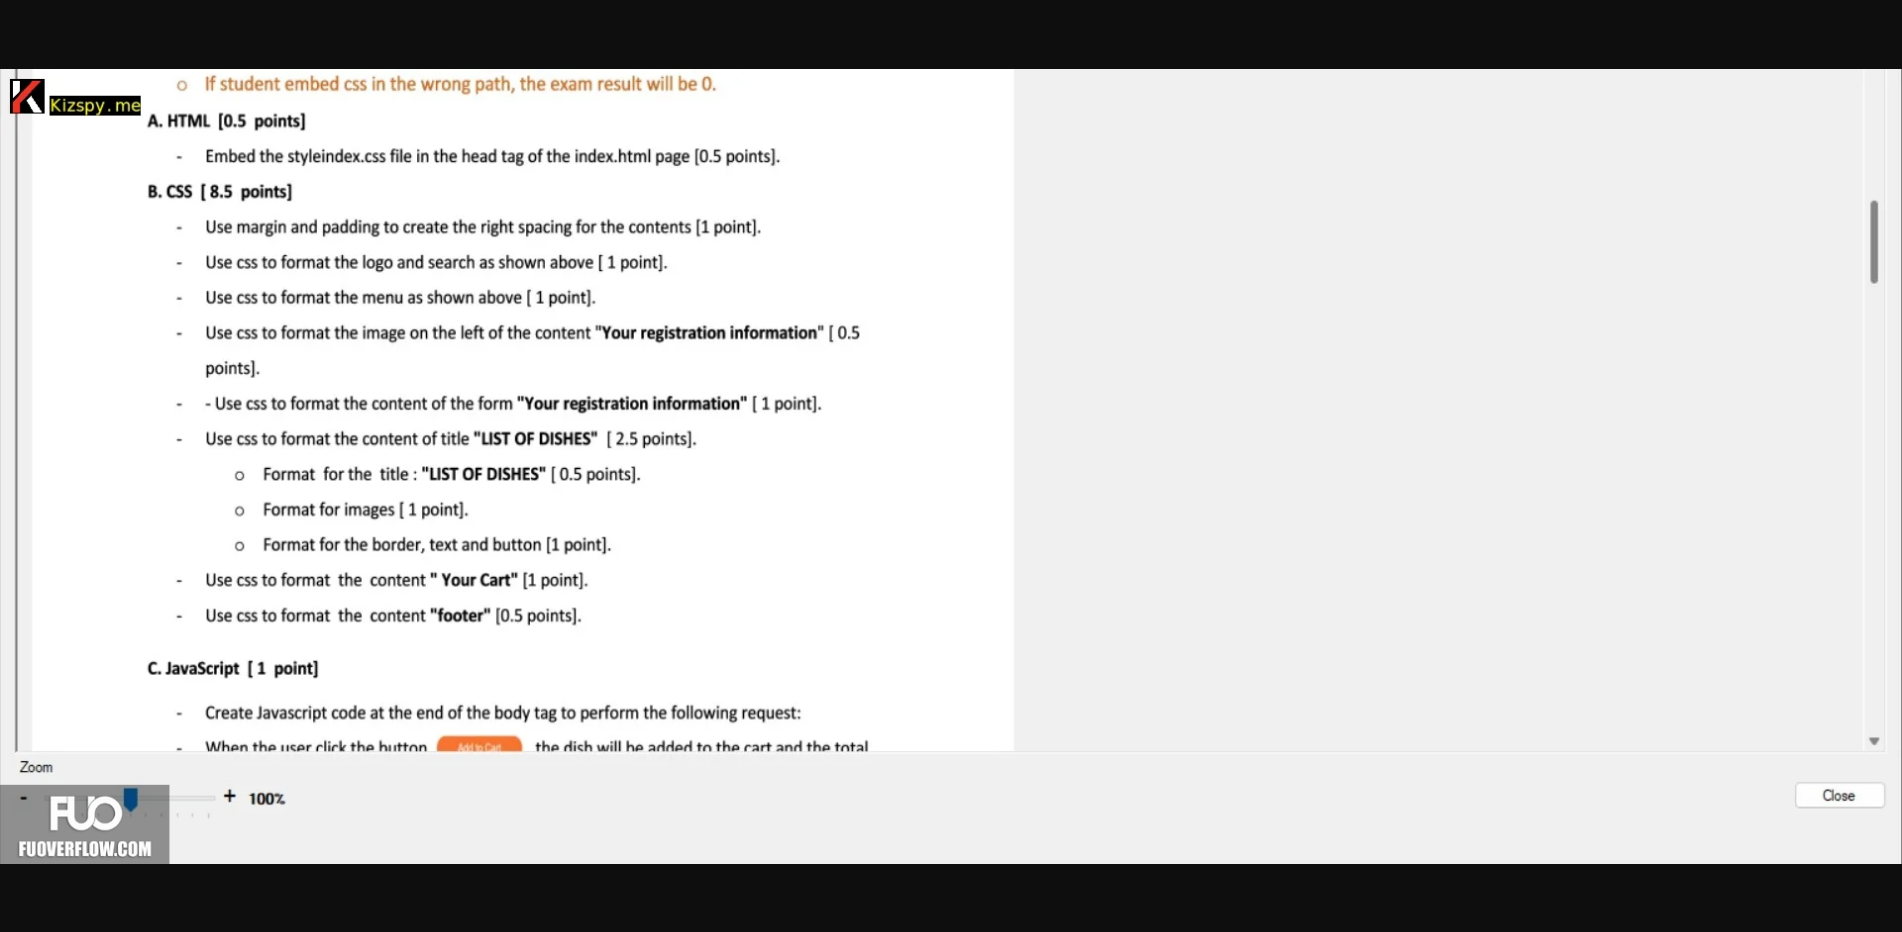 o If student embed css in the wrong path, the exam result will be 0.
Kizspy.me
A. HTML [0.5 points]
- Embed the styleindex.css file in the head tag of the index.html page [0.5 points].
B. CSS [ 8.5 points]
- Use margin and padding to create the right spacing for the contents [1 point].
- Use css to format the logo and search as shown above [ 1 point].
- Use css to format the menu as shown above [ 1 point].
- Use css to format the image on the left of the content "Your registration information" [ 0.5
points].
- - Use css to format the content of the form "Your registration information" [ 1 point].
- Use css to format the content of title "LIST OF DISHES" [ 2.5 points].
o Format for the title : "LIST OF DISHES" [ 0.5 points].
o Format for images [ 1 point].
o Format for the border, text and button [1 point].
- Use css to format the content " Your Cart" [1 point].
- Use css to format the content "footer" [0.5 points].
C. JavaScript [ 1 point]
- Create Javascript code at the end of the body tag to perform the following request:
- When the user click the button Add to Cart the dish will be added to the cart and the total
Zoom
- + 100%
Close
FUO
FUOVERFLOW.COM